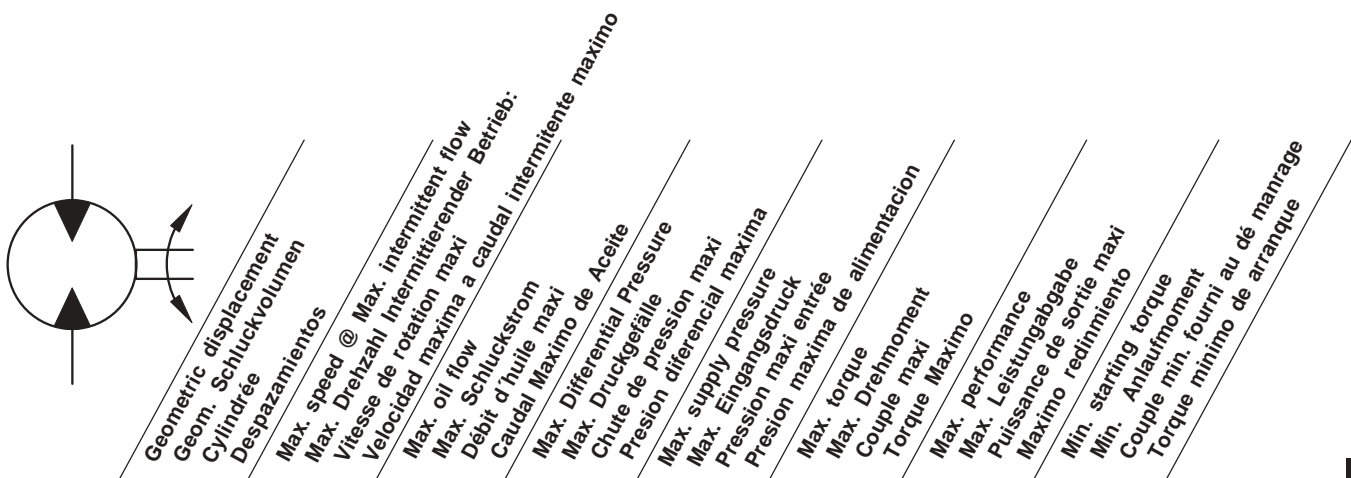 Geometric displacement
Geom. Schluckvolumen
Cylindrée
Despazamientos
Max. speed @ Max. intermittent flow
Max. Drehzahl Intermittierender Betrieb:
Vitesse de rotation maxi
Velocidad maxima a caudal intermitente maximo
Max. oil flow
Max. Schluckstrom
Débit d´huile maxi
Caudal Maximo de Aceite
Max. Differential Pressure
Max. Druckgefälle
Chute de pression maxi
Presion diferencial maxima
Max. supply pressure
Max. Eingangsdruck
Pression maxi entrée
Presion maxima de alimentacion
Max. torque
Max. Drehmoment
Couple maxi
Torque Maximo
Max. performance
Max. Leistungabgabe
Puissance de sortie maxi
Maximo redinmiento
Min. starting torque
Min. Anlaufmoment
Couple min. fourni au dé manrage
Torque minimo de arranque